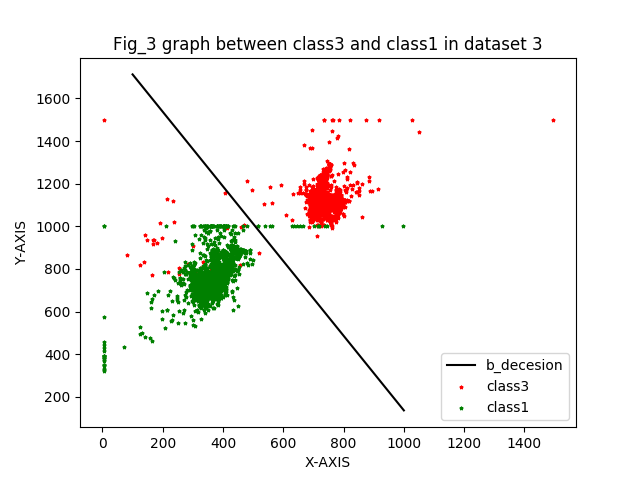 Fig_3 graph between class3 and class1 in dataset 3
Y-AXIS
1600
1400
1200
1000
800
600
400
200
0
200
400
600
800
1000
1200
1400
X-AXIS
b_decesion
class3
class1